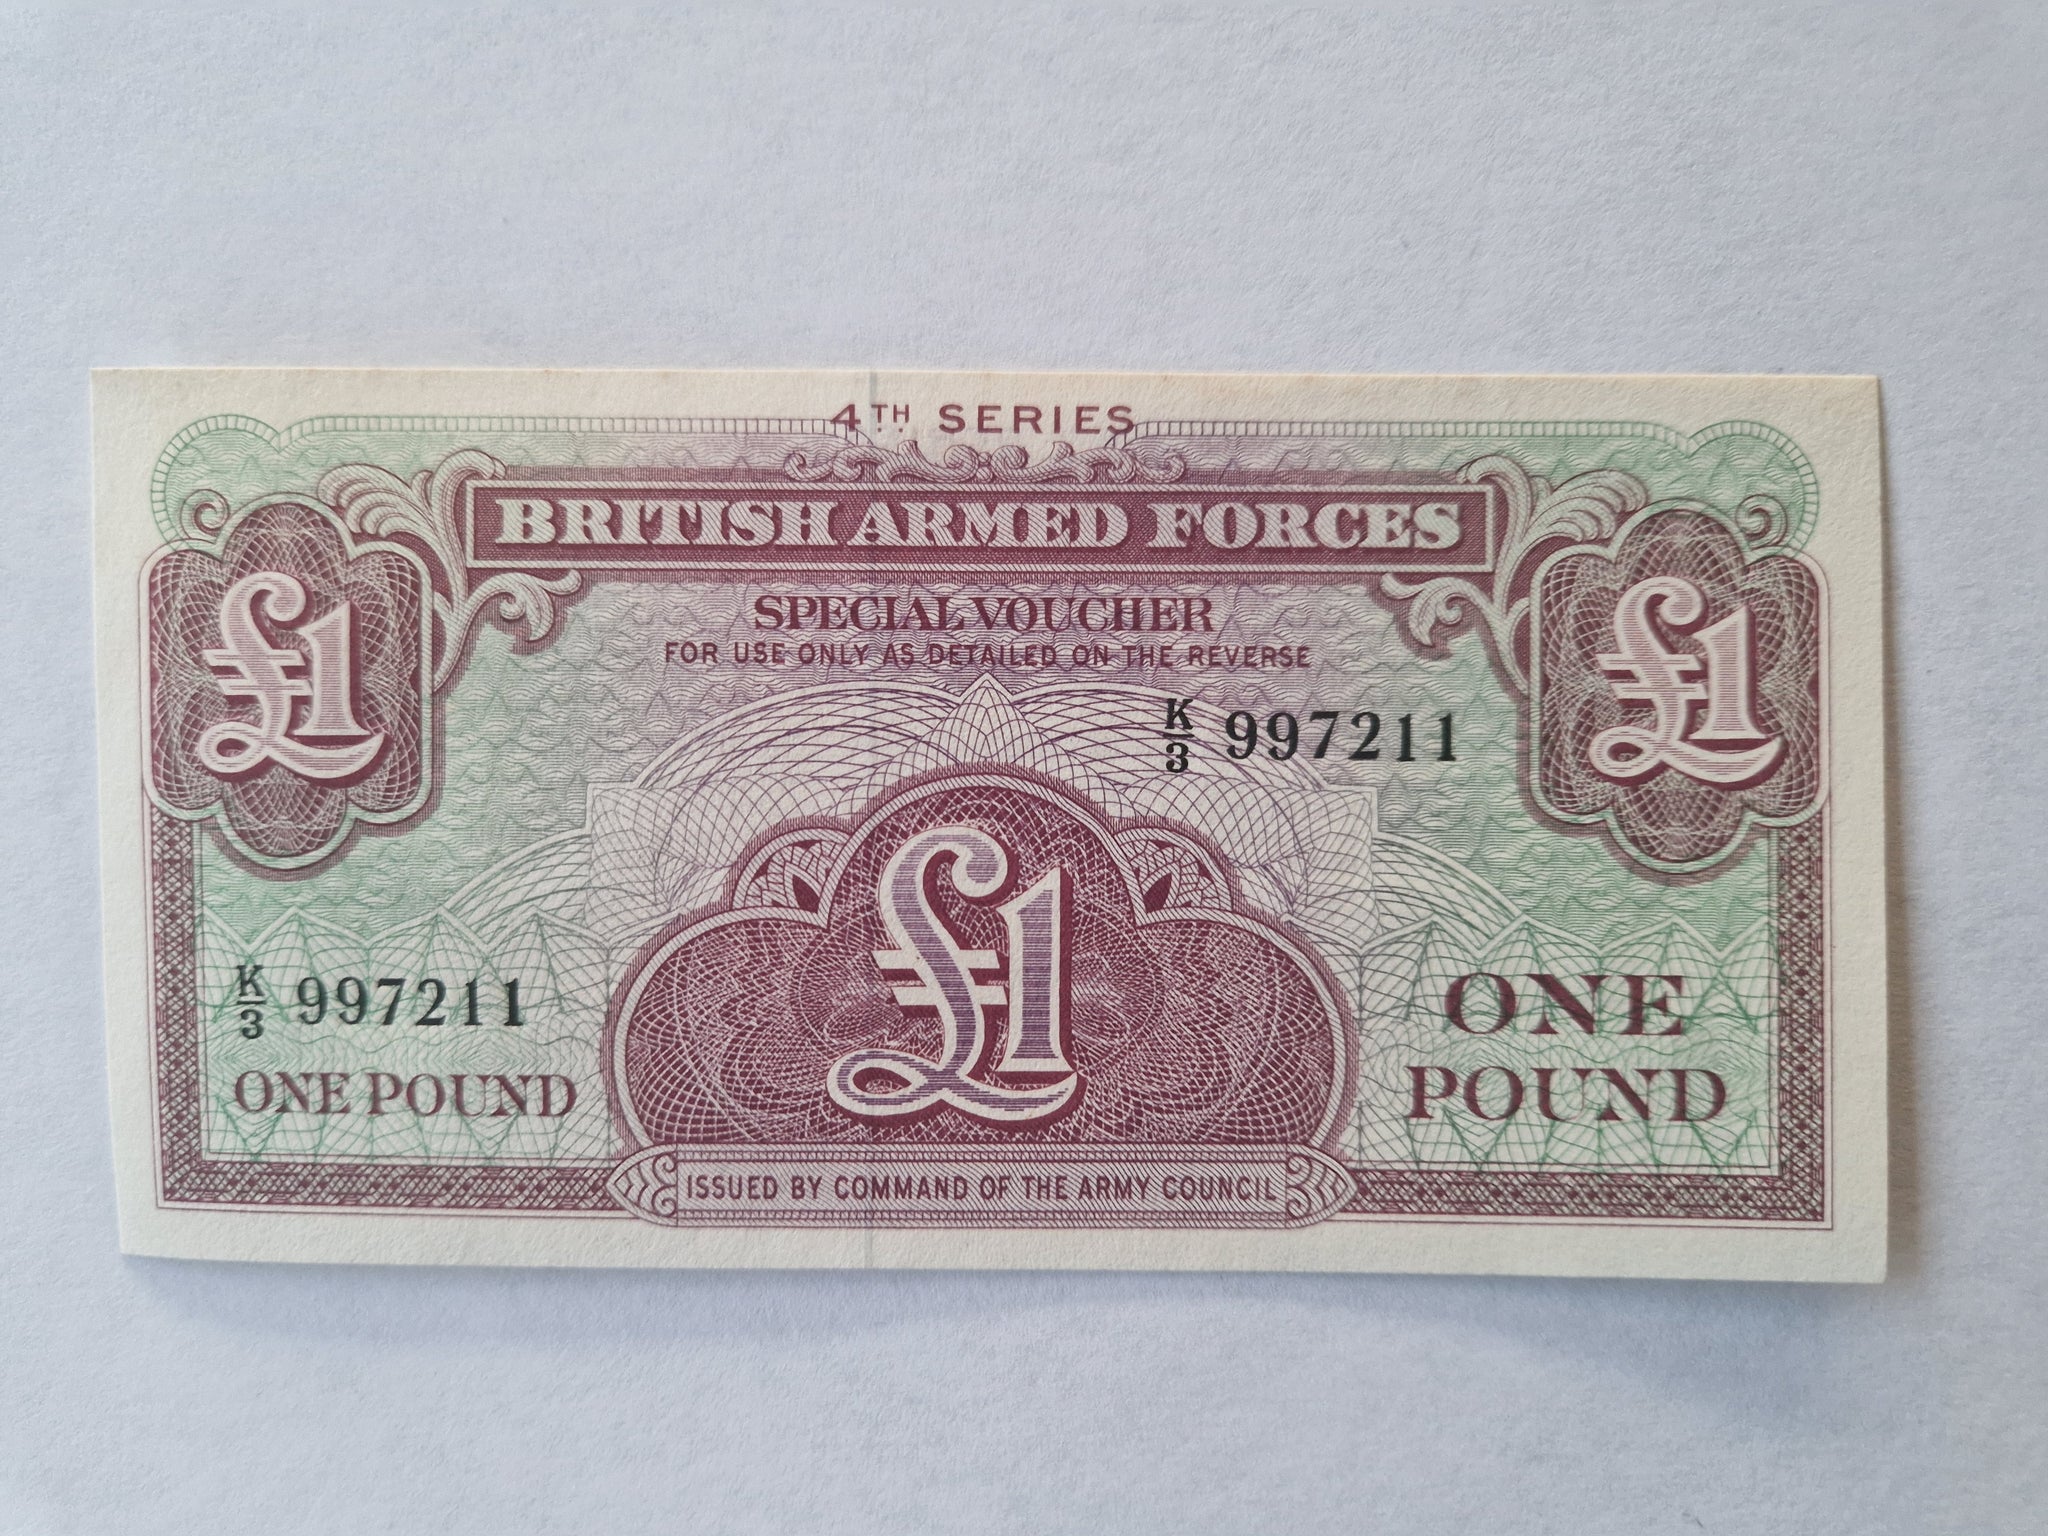 4TH SERIES
BRITISH ARMED FORCES
£1
£1
SPECIAL VOUCHER
FOR USE ONLY AS DETAILED ON THE REVERSE
K/3 997211
£1
K/3 997211
ONE POUND
ONE
POUND
ISSUED BY COMMAND OF THE ARMY COUNCIL